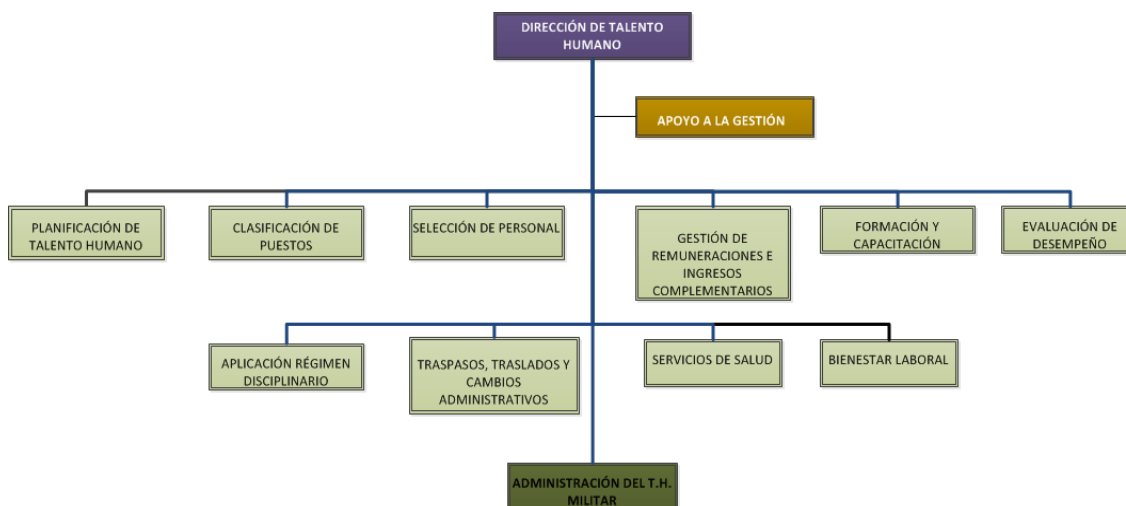 DIRECCIÓN DE TALENTO
HUMANO
APOYO A LA GESTIÓN
PLANIFICACIÓN DE
TALENTO HUMANO
CLASIFICACIÓN DE
PUESTOS
SELECCIÓN DE PERSONAL
GESTIÓN DE
REMUNERACIONES E
INGRESOS
COMPLEMENTARIOS
FORMACIÓN Y
CAPACITACIÓN
EVALUACIÓN DE
DESEMPEÑO
APLICACIÓN RÉGIMEN
DISCIPLINARIO
TRASPASOS, TRASLADOS Y
CAMBIOS
ADMINISTRATIVOS
SERVICIOS DE SALUD
BIENESTAR LABORAL
ADMINISTRACIÓN DEL T.H.
MILITAR